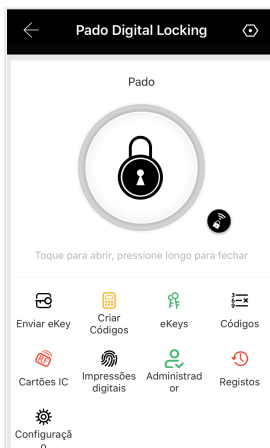 Pado Digital Locking
Pado
Toque para abrir, pressione longo para fechar
Enviar eKey
Criar
Códigos
eKeys
Códigos
Cartões IC
Impressões
digitais
Administrad
or
Registos
Configuraçã
o